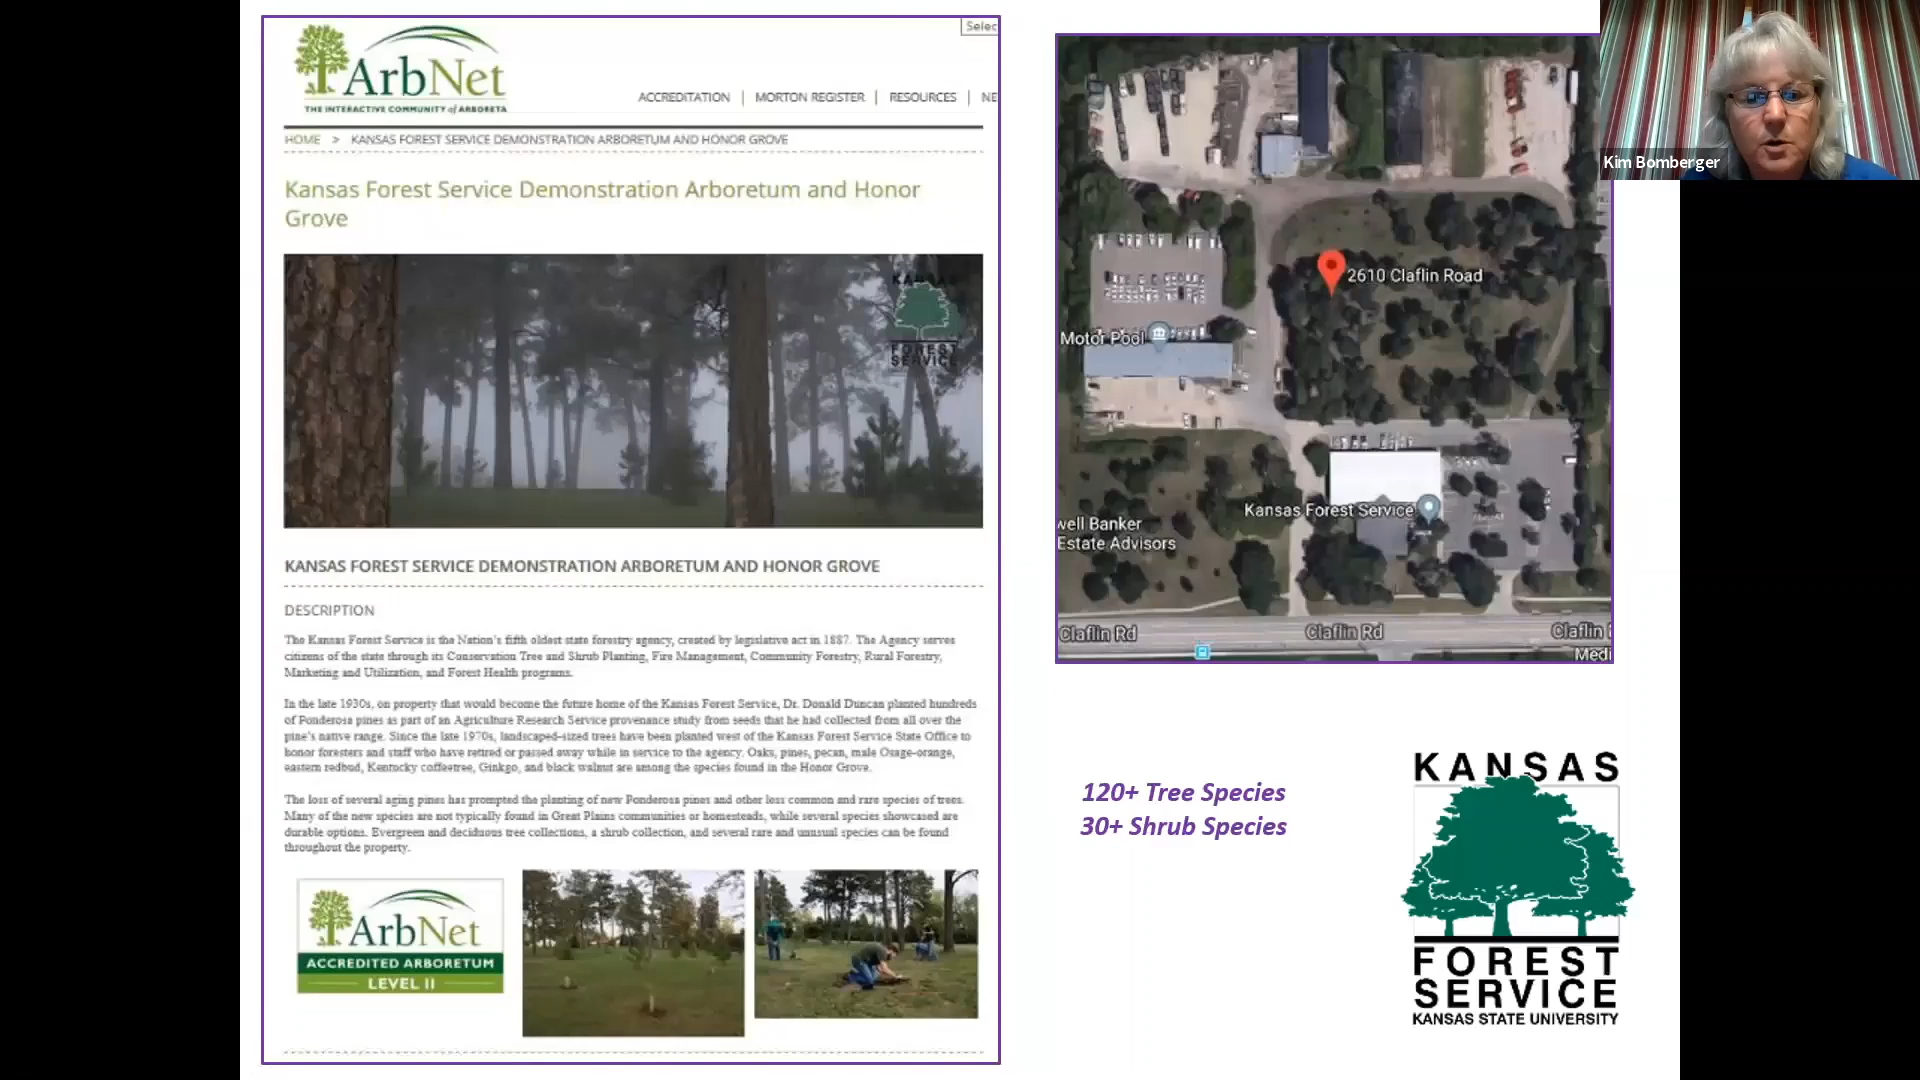 Selec
ArbNet
THE INTERACTIVE COMMUNITY of ARBORETA
ACCREDITATION | MORTON REGISTER | RESOURCES | NE
HOME > KANSAS FOREST SERVICE DEMONSTRATION ARBORETUM AND HONOR GROVE
Kansas Forest Service Demonstration Arboretum and Honor
Grove
KANSAS
FOREST
SERVICE
KANSAS FOREST SERVICE DEMONSTRATION ARBORETUM AND HONOR GROVE
DESCRIPTION
The Kansas Forest Service is the Nation's fifth oldest state forestry agency, created by legislative act in 1887. The Agency serves
citizens of the state through its Conservation Tree and Shrub Planting, Fire Management, Community Forestry, Rural Forestry,
Marketing and Utilization, and Forest Health programs.
In the late 1930s, on property that would become the future home of the Kansas Forest Service, Dr. Donald Duncan planted hundreds
of Ponderosa pines as part of an Agriculture Research Service provenance study from seeds that he had collected from all over the
pine's native range. Since the late 1970s, landscaped-sized trees have been planted west of the Kansas Forest Service State Office to
honor foresters and staff who have retired or passed away while in service to the agency. Oaks, pines, pecan, male Osage-orange,
eastern redbud, Kentucky coffeetree, Ginkgo, and black walnut are among the species found in the Honor Grove.
The loss of several aging pines has prompted the planting of new Ponderosa pines and other less common and rare species of trees.
Many of the new species are not typically found in Great Plains communities or homesteads, while several species showcased are
durable options. Evergreen and deciduous tree collections, a shrub collection, and several rare and unusual species can be found
throughout the property.
ArbNet
ACCREDITED ARBORETUM
LEVEL II
2610 Claflin Road
Motor Pool
Kansas Forest Service
well Banker
Estate Advisors
Claflin Rd
Claflin Rd
Claflin
Medi
120+ Tree Species
30+ Shrub Species
KANSAS
FOREST
SERVICE
KANSAS STATE UNIVERSITY
Kim Bomberger